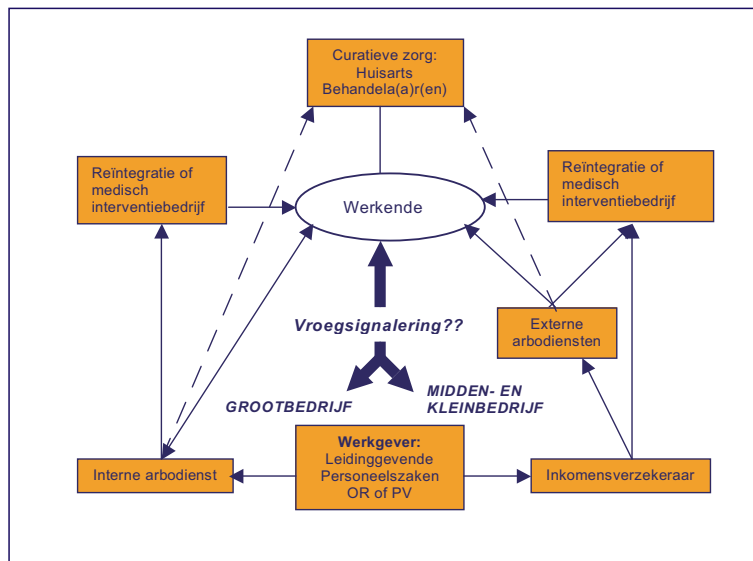 Curatieve zorg:
Huisarts
Behandela(a)r(en)
Reïntegratie of
medisch
interventiebedrijf
Werkende
Reïntegratie of
medisch
interventiebedrijf
Vroegsignalering??
Externe
arbodiensten
GROOTBEDRIJF
MIDDEN- EN
KLEINBEDRIJF
Interne arbodienst
Werkgever:
Leidinggevende
Personeelszaken
OR of PV
Inkomensverzekeraar